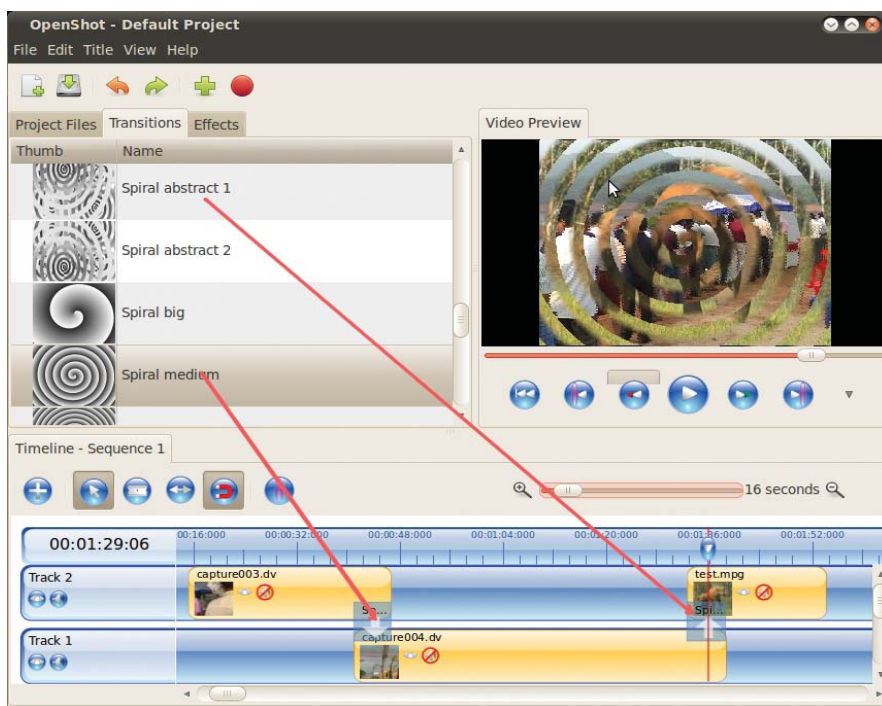 OpenShot - Default Project
File Edit Title View Help
Project Files Transitions Effects
Thumb Name
Spiral abstract 1
Spiral abstract 2
Spiral big
Spiral medium
Video Preview
Timeline - Sequence 1
16 seconds
00:01:29:06
00:16:000 00:00:32:000 00:00:48:000 00:01:04:000 00:01:20:000 00:01:36:000 00:01:52:000
Track 2
capture003.dv
test.mpg
Sp...
Spi...
Track 1
capture004.dv